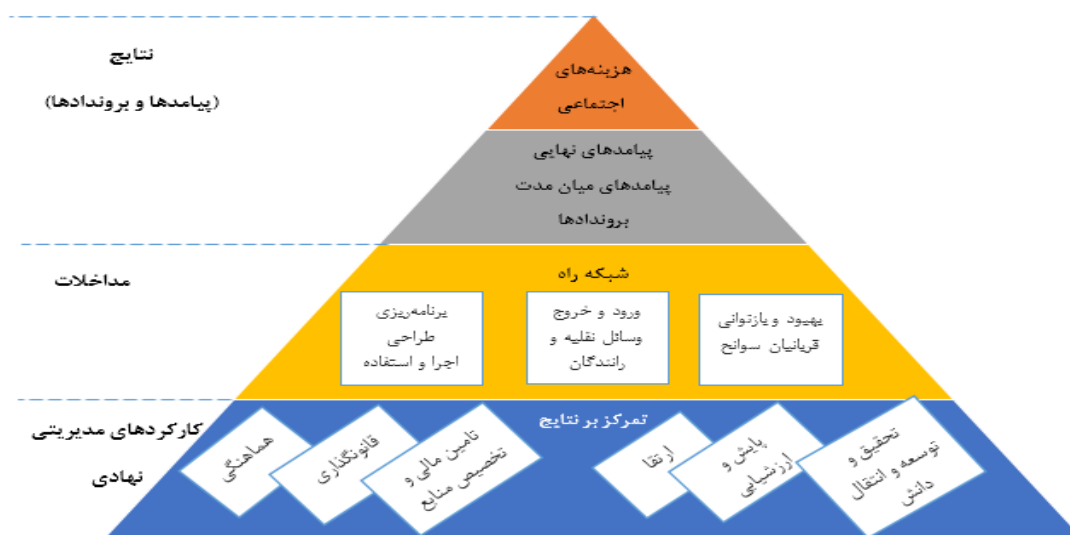 نتایج
(پیامدها و بروندادها)
هزینه‌های
اجتماعی
پیامدهای نهایی
پیامدهای میان مدت
بروندادها
مداخلات
شبکه راه
برنامه‌ریزی
طراحی
اجرا و استفاده
ورود و خروج
وسائل نقلیه و
رانندگان
بهبود و بازتوانی
قربانیان سوانح
کارکردهای مدیریتی
نهادی
تمرکز بر نتایج
هماهنگی
قانونگذاری
تامین مالی و
تخصیص منابع
ارتقا
پایش و
ارزشیابی
تحقیق و
توسعه و انتقال
دانش